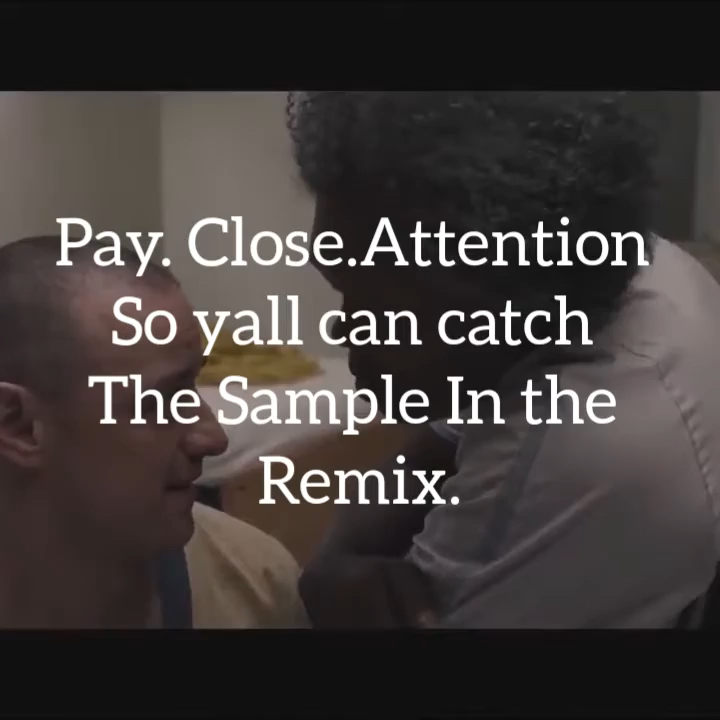 Pay. Close.Attention
So yall can catch
The Sample In the
Remix.